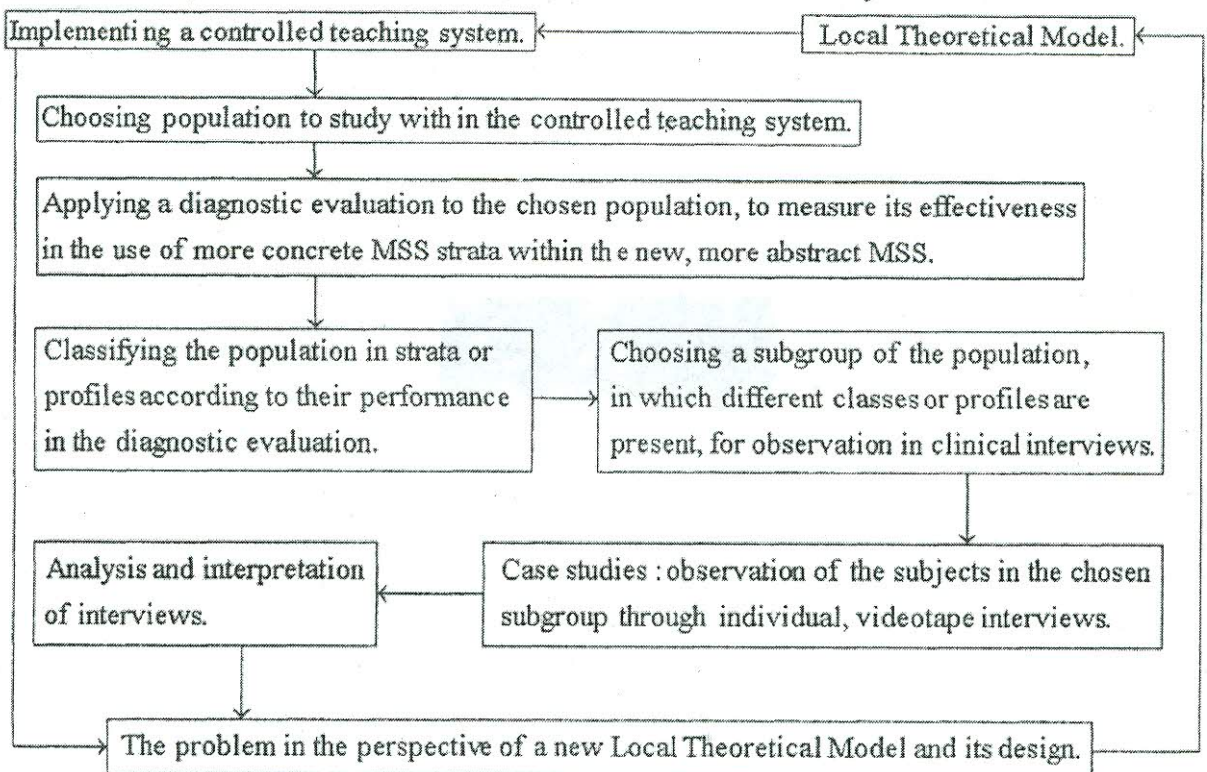 Implementing a controlled teaching system.
Local Theoretical Model.
Choosing population to study with in the controlled teaching system.
Applying a diagnostic evaluation to the chosen population, to measure its effectiveness
in the use of more concrete MSS strata within the new, more abstract MSS.
Classifying the population in strata or
profiles according to their performance
in the diagnostic evaluation.
Choosing a subgroup of the population,
in which different classes or profiles are
present, for observation in clinical interviews.
Analysis and interpretation
of interviews.
Case studies : observation of the subjects in the chosen
subgroup through individual, videotape interviews.
The problem in the perspective of a new Local Theoretical Model and its design.